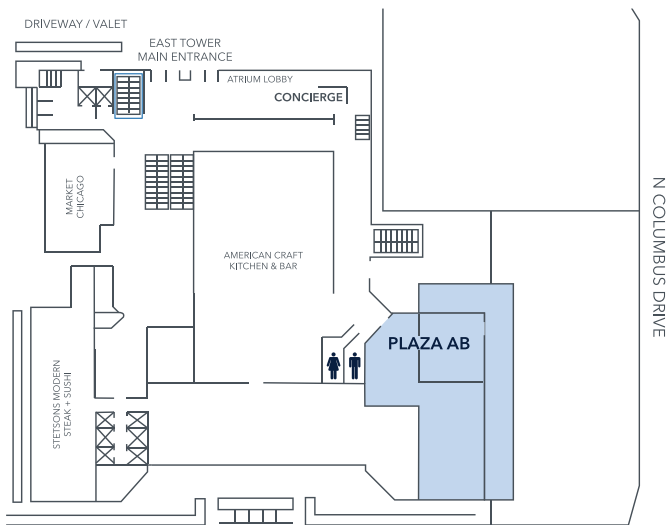 DRIVEWAY / VALET
EAST TOWER
MAIN ENTRANCE
ATRIUM LOBBY
CONCIERGE
MARKET
CHICAGO
AMERICAN CRAFT
KITCHEN & BAR
N COLUMBUS DRIVE
PLAZA AB
STETSONS MODERN
STEAK + SUSHI